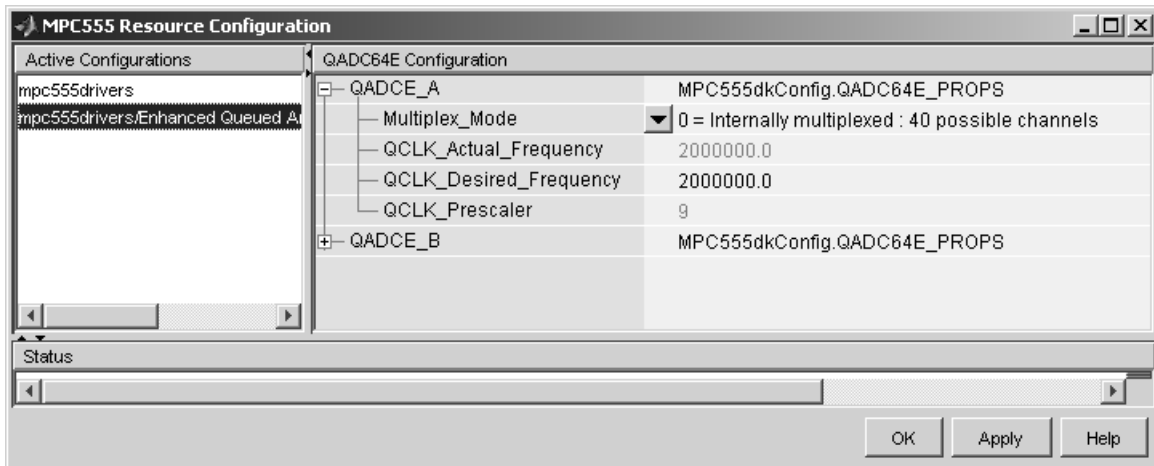 MPC555 Resource Configuration
Active Configurations
QADC64E Configuration
mpc555drivers
mpc555drivers/Enhanced Queued A
QADCE_A MPC555dkConfig.QADC64E_PROPS
Multiplex_Mode 0 = Internally multiplexed : 40 possible channels
QCLK_Actual_Frequency 2000000.0
QCLK_Desired_Frequency 2000000.0
QCLK_Prescaler 9
QADCE_B MPC555dkConfig.QADC64E_PROPS
Status
OK Apply Help